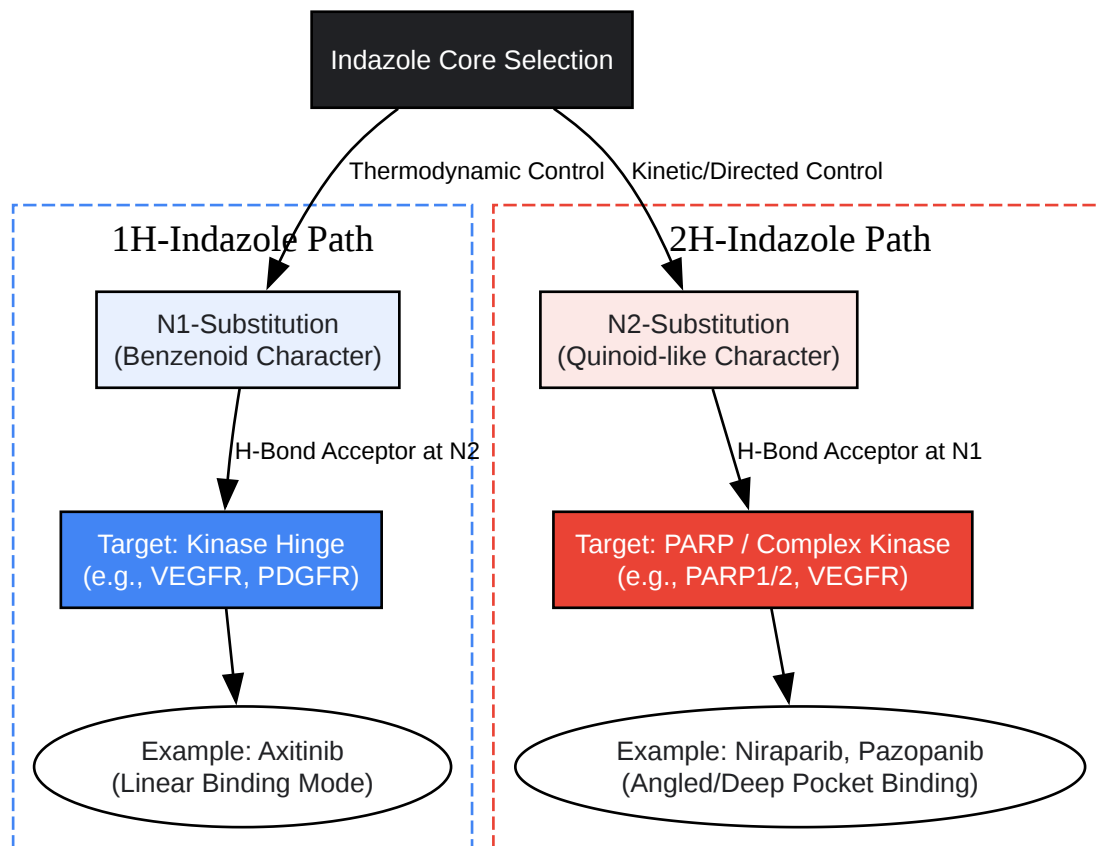 Indazole Core Selection
Thermodynamic Control
Kinetic/Directed Control
1H-Indazole Path
2H-Indazole Path
N1-Substitution
(Benzenoid Character)
N2-Substitution
(Quinoid-like Character)
H-Bond Acceptor at N2
H-Bond Acceptor at N1
Target: Kinase Hinge
(e.g., VEGFR, PDGFR)
Target: PARP / Complex Kinase
(e.g., PARP1/2, VEGFR)
Example: Axitinib
(Linear Binding Mode)
Example: Niraparib, Pazopanib
(Angled/Deep Pocket Binding)